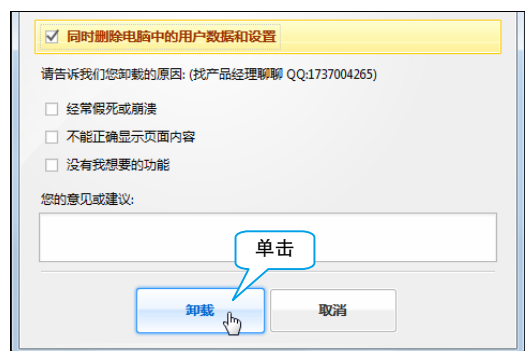 同时删除电脑中的用户数据和设置
请告诉我们您卸载的原因: (找产品经理聊聊 QQ:1737004265)
经常假死或崩溃
不能正确显示页面内容
没有我想要的功能
您的意见或建议:
单击
卸载
取消